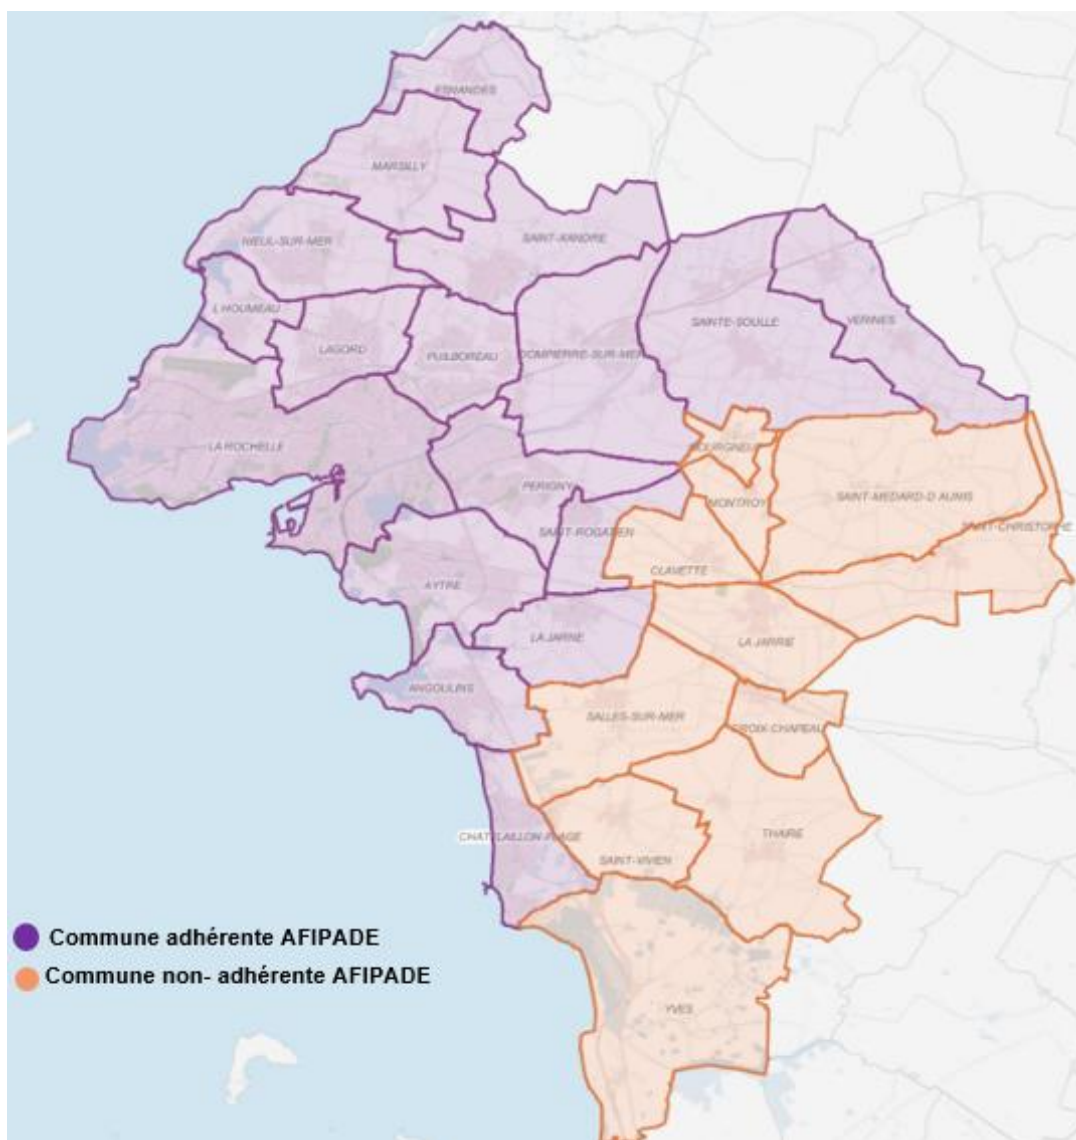 ESNANDES
MARSILLY
NIEUL-SUR-MER
SAINT-XANDRE
L HOUMEAU
LAGORD
PUILBOREAU
DOMPIERRE-SUR-MER
SAINTE-SOULLE
VERINES
LA ROCHELLE
BOURGNEUF
PERIGNY
MONTROY
SAINT-MEDARD-D AUNIS
SAINT-ROGATIEN
SAINT-CHRISTOPHE
CLAVETTE
AYTRE
LA JARNE
LA JARRIE
ANGOULINS
SALLES-SUR-MER
CROIX-CHAPEAU
CHATELAILLON-PLAGE
SAINT-VIVIEN
THAIRE
Commune adhérente AFIPADE
Commune non- adhérente AFIPADE
YVES